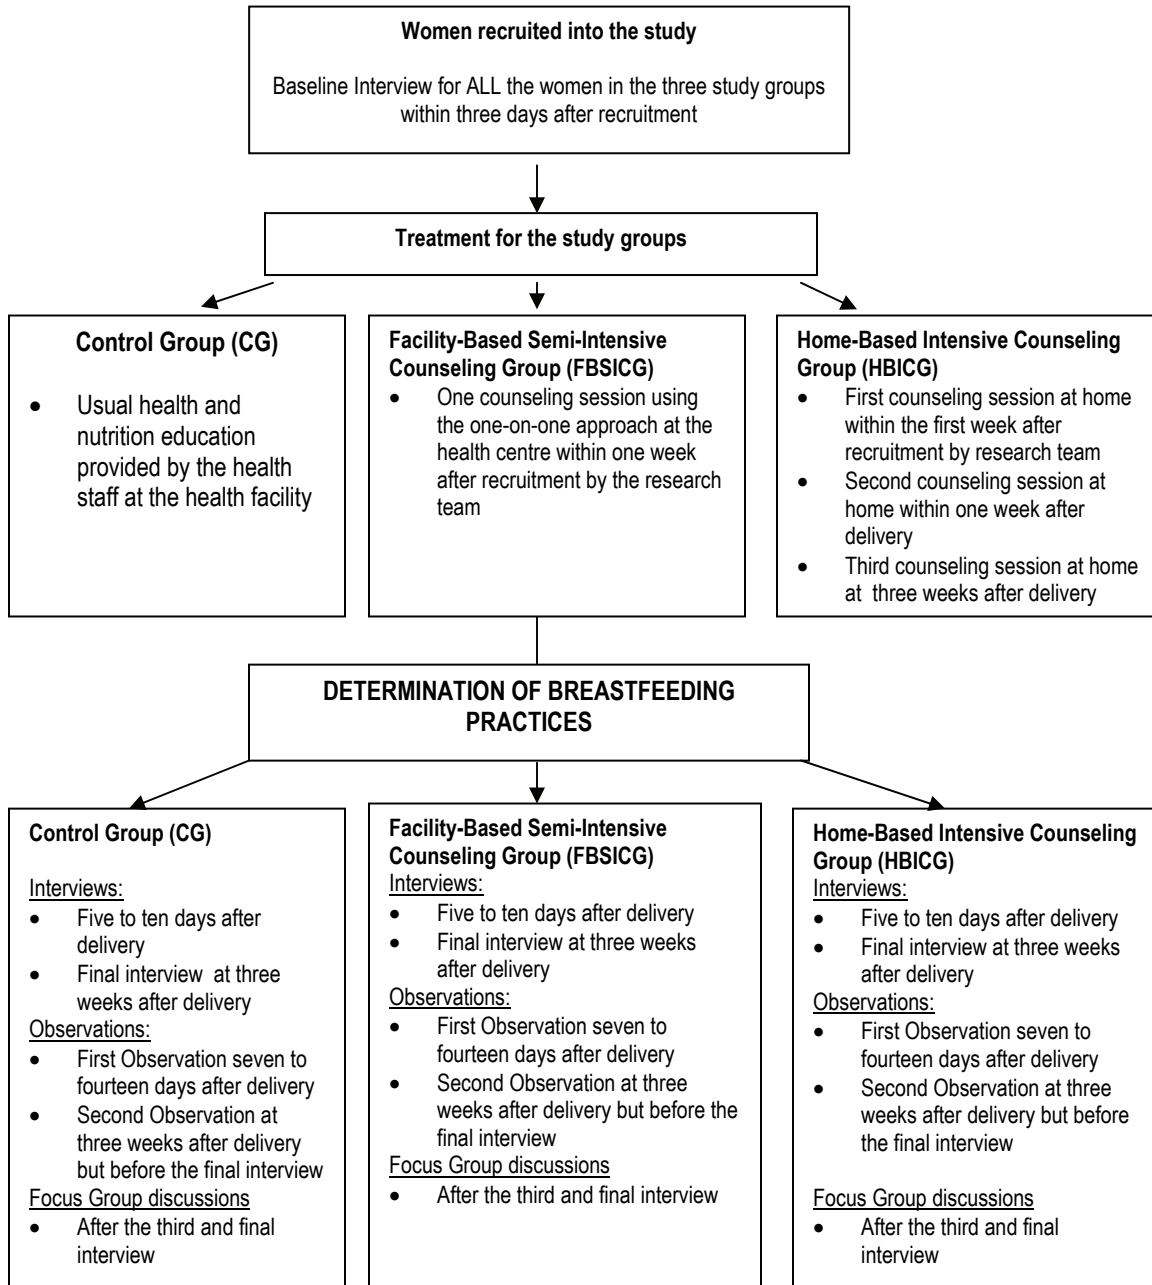 Women recruited into the study
Baseline Interview for ALL the women in the three study groups
within three days after recruitment
Treatment for the study groups
Control Group (CG)
• Usual health and
nutrition education
provided by the health
staff at the health facility
Facility-Based Semi-Intensive
Counseling Group (FBSICG)
• One counseling session using
the one-on-one approach at the
health centre within one week
after recruitment by the research
team
Home-Based Intensive Counseling
Group (HBICG)
• First counseling session at home
within the first week after
recruitment by research team
• Second counseling session at
home within one week after
delivery
• Third counseling session at home
at three weeks after delivery
DETERMINATION OF BREASTFEEDING
PRACTICES
Control Group (CG)
Interviews:
• Five to ten days after
delivery
• Final interview at three
weeks after delivery
Observations:
• First Observation seven to
fourteen days after delivery
• Second Observation at
three weeks after delivery
but before the final interview
Focus Group discussions
• After the third and final
interview
Facility-Based Semi-Intensive
Counseling Group (FBSICG)
Interviews:
• Five to ten days after delivery
• Final interview at three weeks
after delivery
Observations:
• First Observation seven to
fourteen days after delivery
• Second Observation at three
weeks after delivery but before the
final interview
Focus Group discussions
• After the third and final interview
Home-Based Intensive Counseling
Group (HBICG)
Interviews:
• Five to ten days after delivery
• Final interview at three weeks
after delivery
Observations:
• First Observation seven to
fourteen days after delivery
• Second Observation at three
weeks after delivery but before
the final interview
Focus Group discussions
• After the third and final
interview